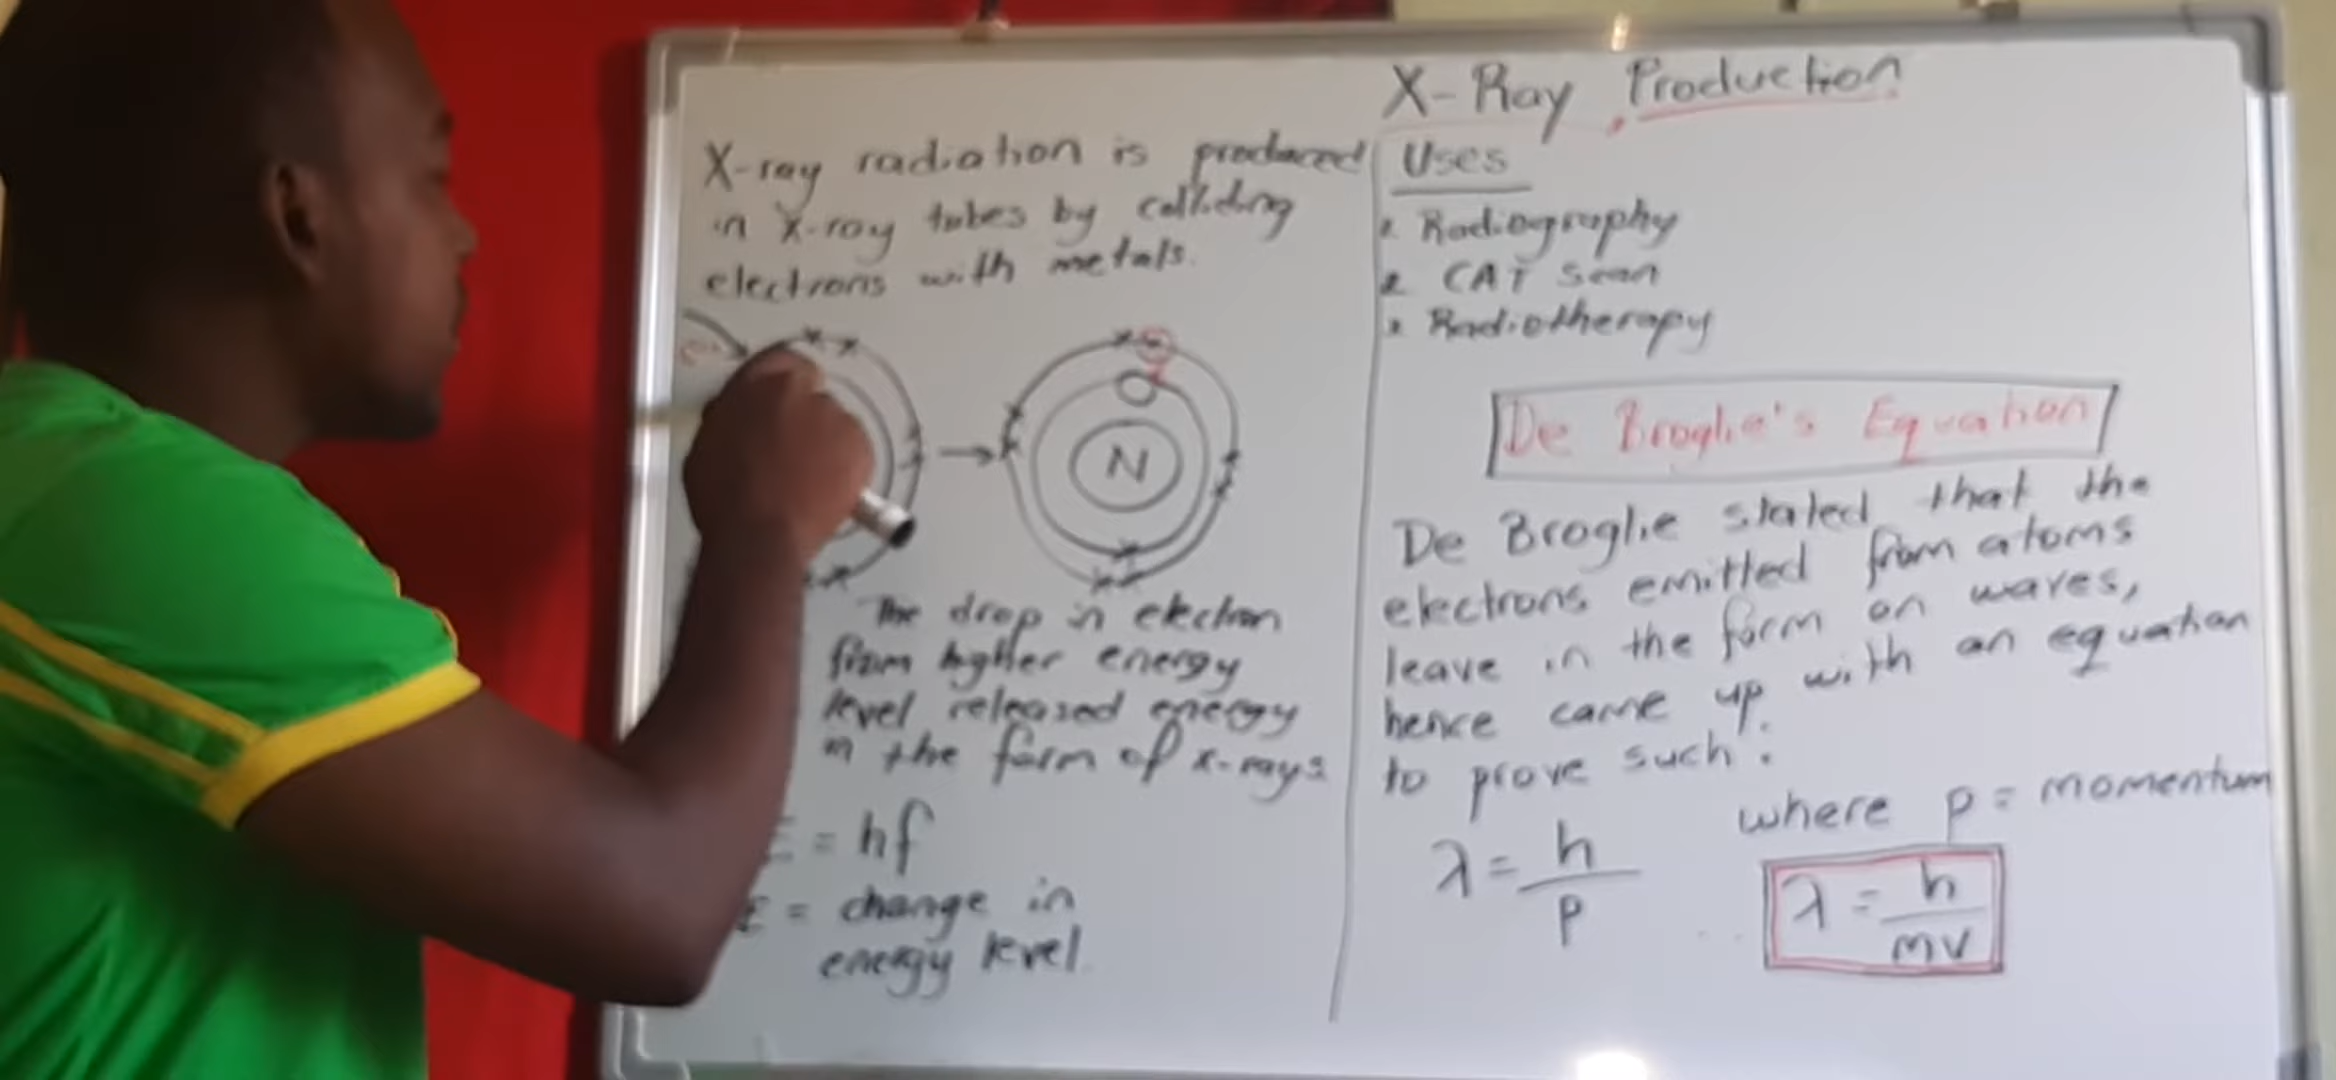 X-Ray Production
X-ray radiation is produced
in X-ray tubes by colliding
electrons with metals.
N
The drop in electron
from higher energy
level released energy
in the form of x-rays
= hf
E = change in
energy level
Uses
Radiography
2 CAT Scan
Radiotherapy
De Broglie's Equation
De Broglie stated that the
electrons emitted from atoms
leave in the form on waves,
hence came up with an equation
to prove such:
where p = momentum
λ = h/p
λ = h/mv